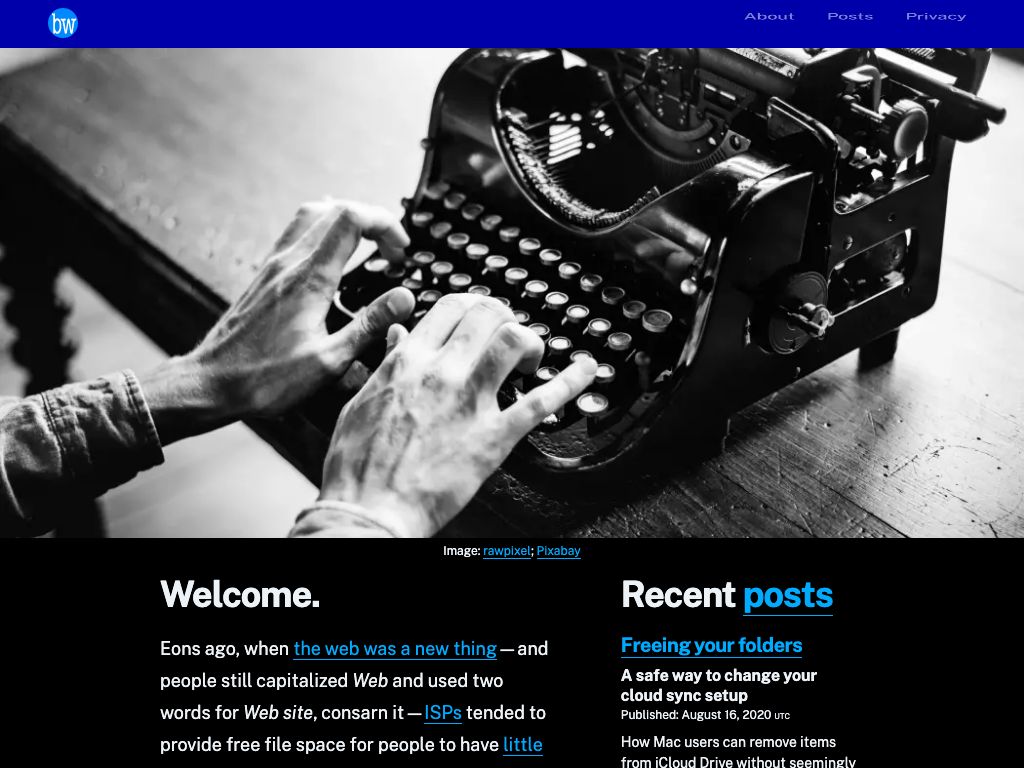 bw
About Posts Privacy
Image: rawpixel; Pixabay
Welcome.
Eons ago, when the web was a new thing—and
people still capitalized Web and used two
words for Web site, consarn it—ISPs tended to
provide free file space for people to have little
Recent posts
Freeing your folders
A safe way to change your
cloud sync setup
Published: August 16, 2020 UTC
How Mac users can remove items
from iCloud Drive without seemingly